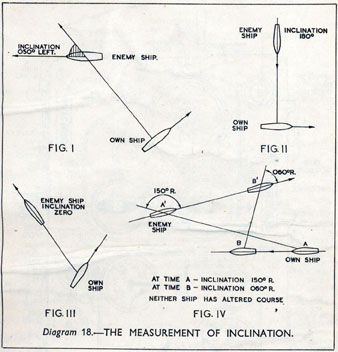 INCLINATION
050° LEFT.
ENEMY SHIP.
OWN SHIP
FIG. I
ENEMY
SHIP
INCLINATION
180°
OWN
SHIP
FIG. II
ENEMY SHIP
INCLINATION
ZERO
OWN
SHIP
FIG. III
150° R.
A'
ENEMY
SHIP
B'
060° R.
B
A
OWN SHIP
AT TIME A - INCLINATION 150° R.
AT TIME B - INCLINATION 060° R.
NEITHER SHIP HAS ALTERED COURSE
FIG. IV
Diagram 18.—THE MEASUREMENT OF INCLINATION.